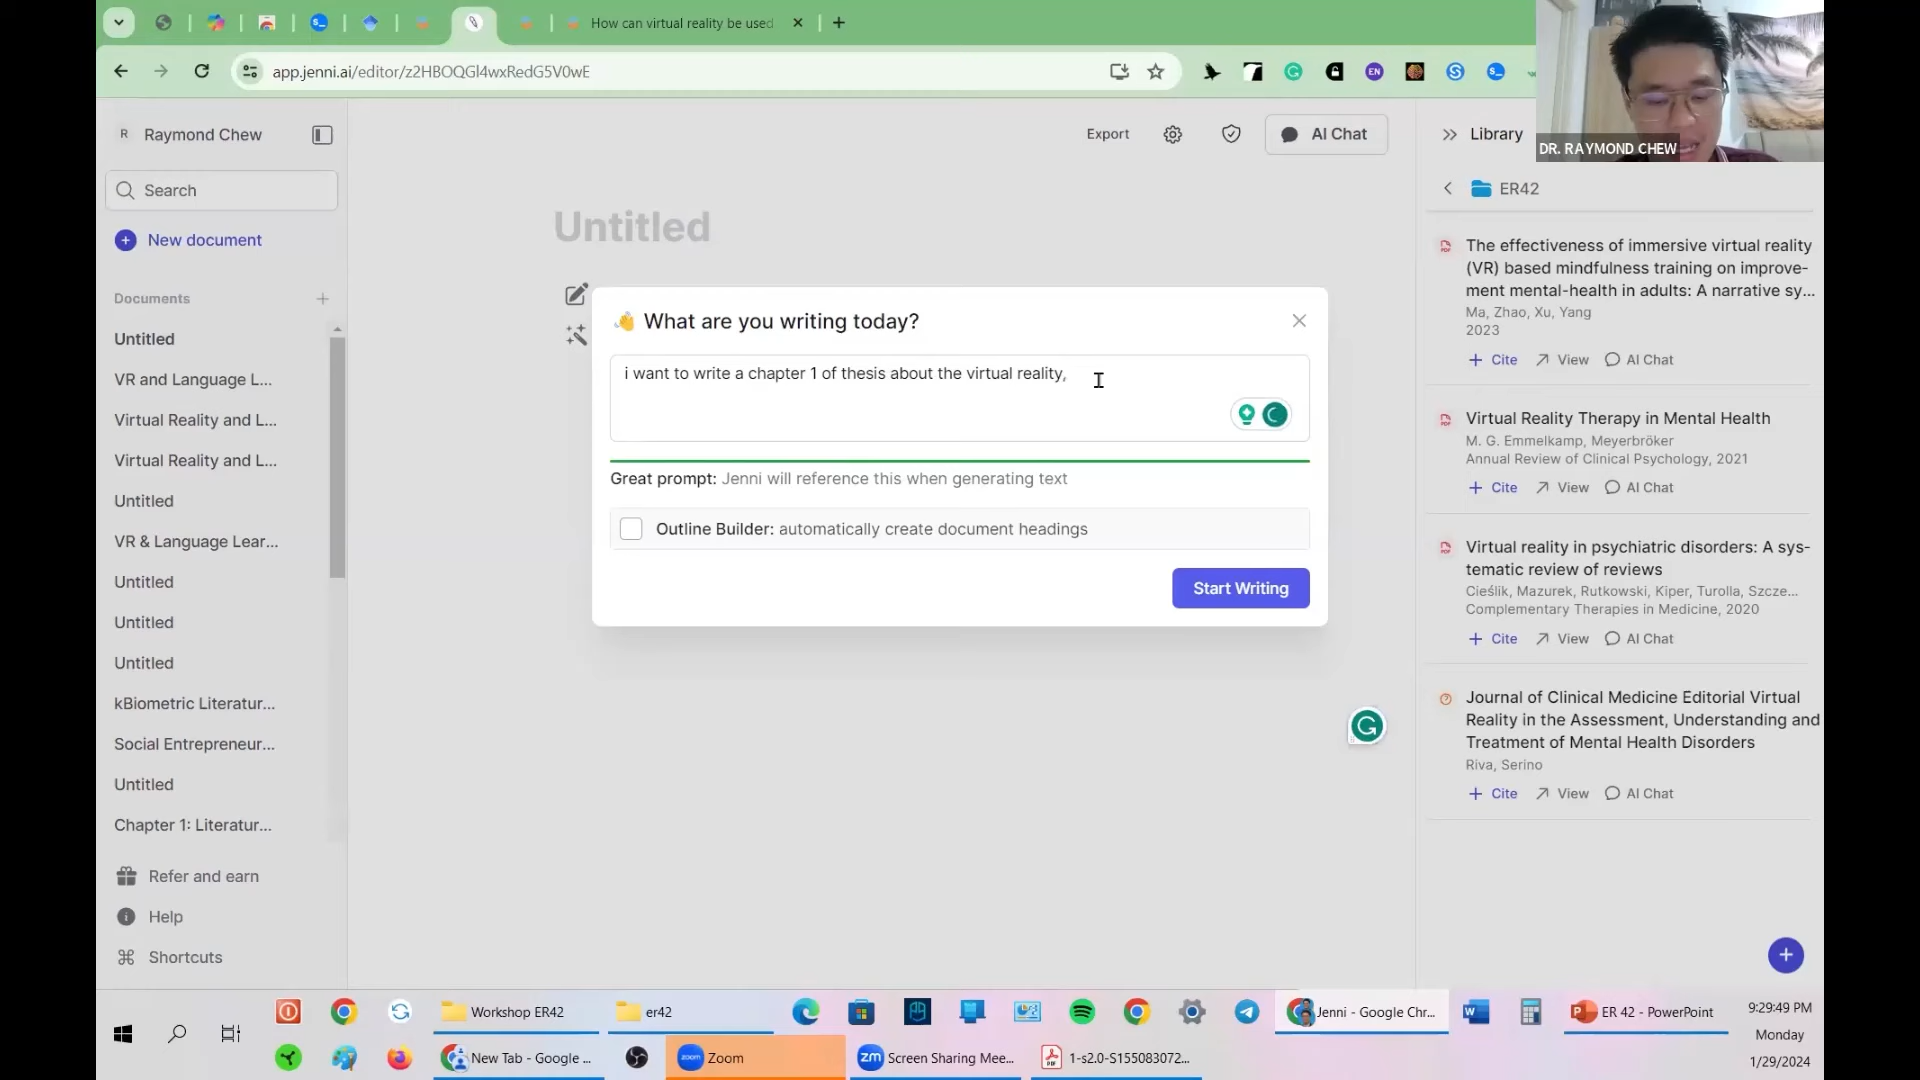 How can virtual reality be used
app.jenni.ai/editor/z2HBOQGl4wxRedG5V0wE
EN
DR. RAYMOND CHEW
R Raymond Chew
Export
AI Chat
Library
Search
ER42
New document
Untitled
Documents
Untitled
VR and Language L...
Virtual Reality and L...
Virtual Reality and L...
Untitled
VR & Language Lear...
Untitled
Untitled
Untitled
kBiometric Literatur...
Social Entrepreneur...
Untitled
Chapter 1: Literatur...
Refer and earn
Help
Shortcuts
What are you writing today?
i want to write a chapter 1 of thesis about the virtual reality,
Great prompt: Jenni will reference this when generating text
Outline Builder: automatically create document headings
Start Writing
The effectiveness of immersive virtual reality
(VR) based mindfulness training on improve-
ment mental-health in adults: A narrative sy...
Ma, Zhao, Xu, Yang
2023
Cite View AI Chat
Virtual Reality Therapy in Mental Health
M. G. Emmelkamp, Meyerbröker
Annual Review of Clinical Psychology, 2021
Cite View AI Chat
Virtual reality in psychiatric disorders: A sys-
tematic review of reviews
Cieślik, Mazurek, Rutkowski, Kiper, Turolla, Szcze...
Complementary Therapies in Medicine, 2020
Cite View AI Chat
Journal of Clinical Medicine Editorial Virtual
Reality in the Assessment, Understanding and
Treatment of Mental Health Disorders
Riva, Serino
Cite View AI Chat
Workshop ER42
er42
Jenni - Google Chr...
ER 42 - PowerPoint
9:29:49 PM
Monday
1/29/2024
New Tab - Google ...
zoom Zoom
zm Screen Sharing Mee...
1-s2.0-S155083072...